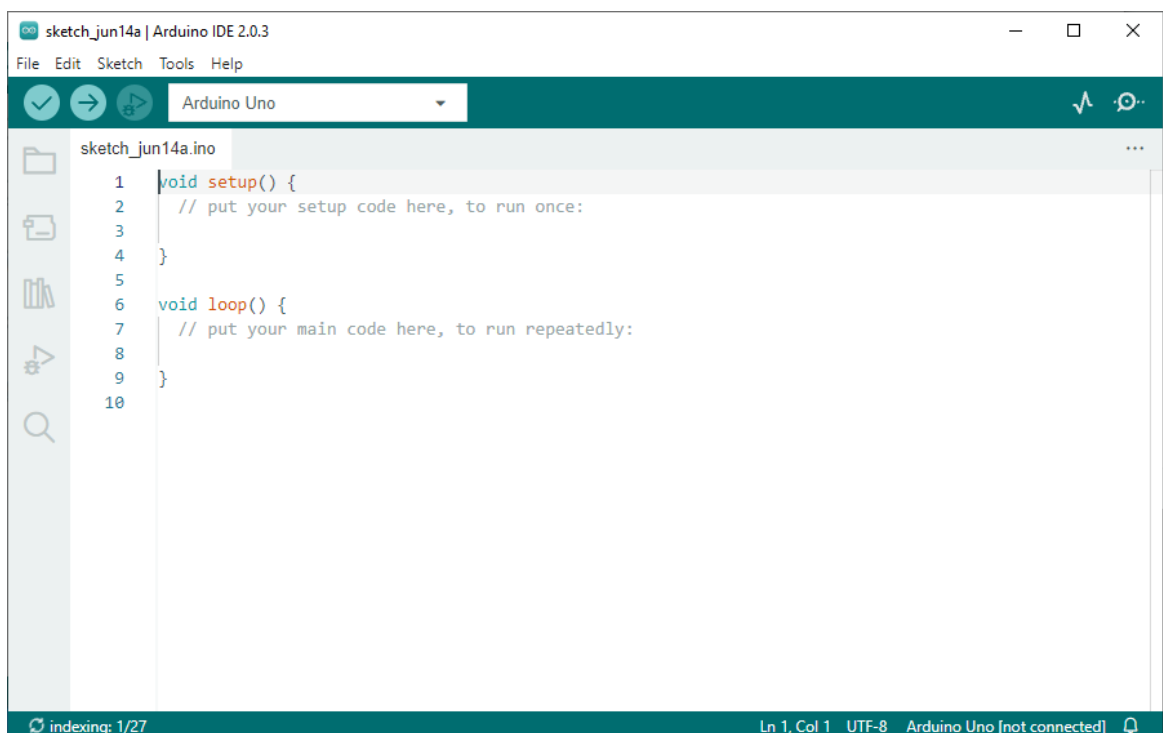 sketch_jun14a | Arduino IDE 2.0.3
File Edit Sketch Tools Help
Arduino Uno
sketch_jun14a.ino
1 void setup() {
2 // put your setup code here, to run once:
3
4 }
5
6 void loop() {
7 // put your main code here, to run repeatedly:
8
9 }
10
indexing: 1/27 Ln 1, Col 1 UTF-8 Arduino Uno [not connected]